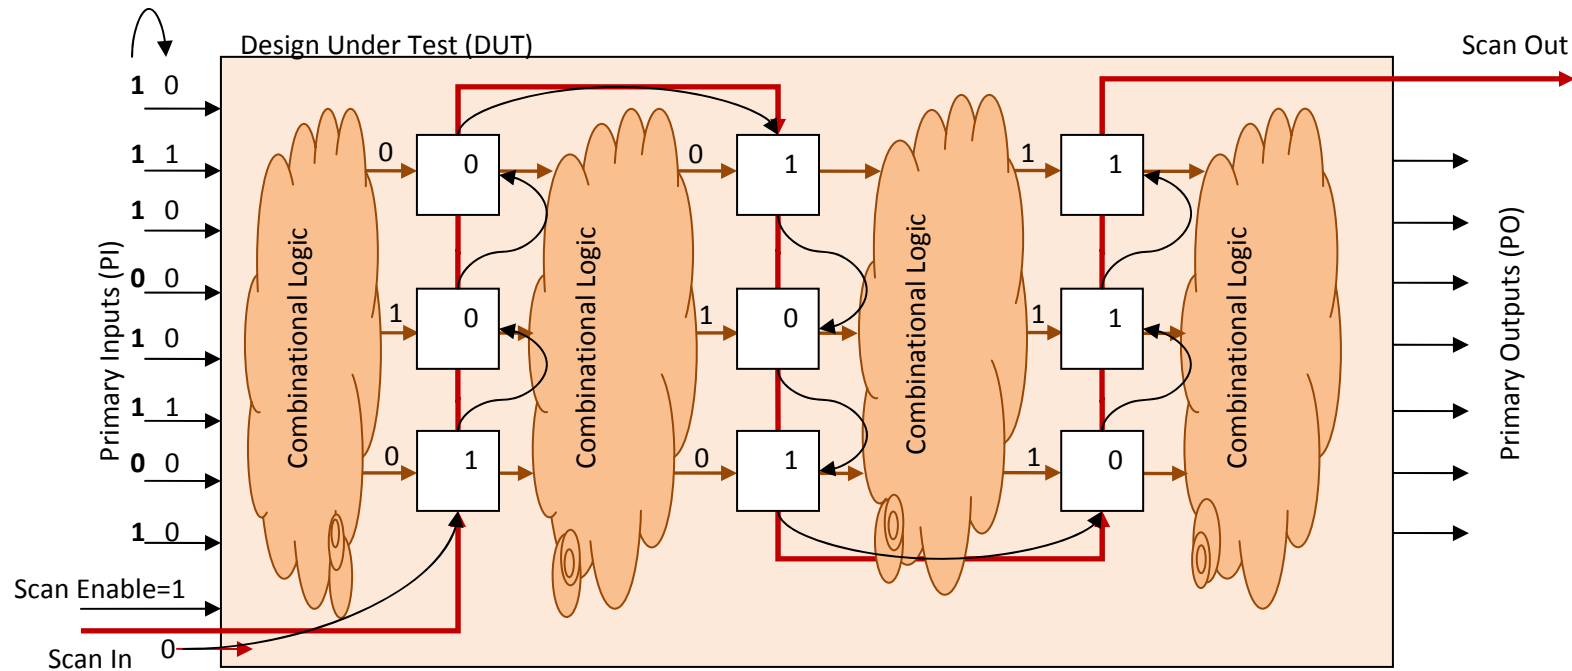 Design Under Test (DUT)
Scan Out
1 0
1 1
1 0
0 0
1 0
1 1
0 0
1 0
Primary Inputs (PI)
Scan Enable=1
Scan In 0
Combinational Logic
0
1
0
0
0
1
Combinational Logic
0
1
0
1
0
1
Combinational Logic
1
1
1
1
1
0
Combinational Logic
Primary Outputs (PO)